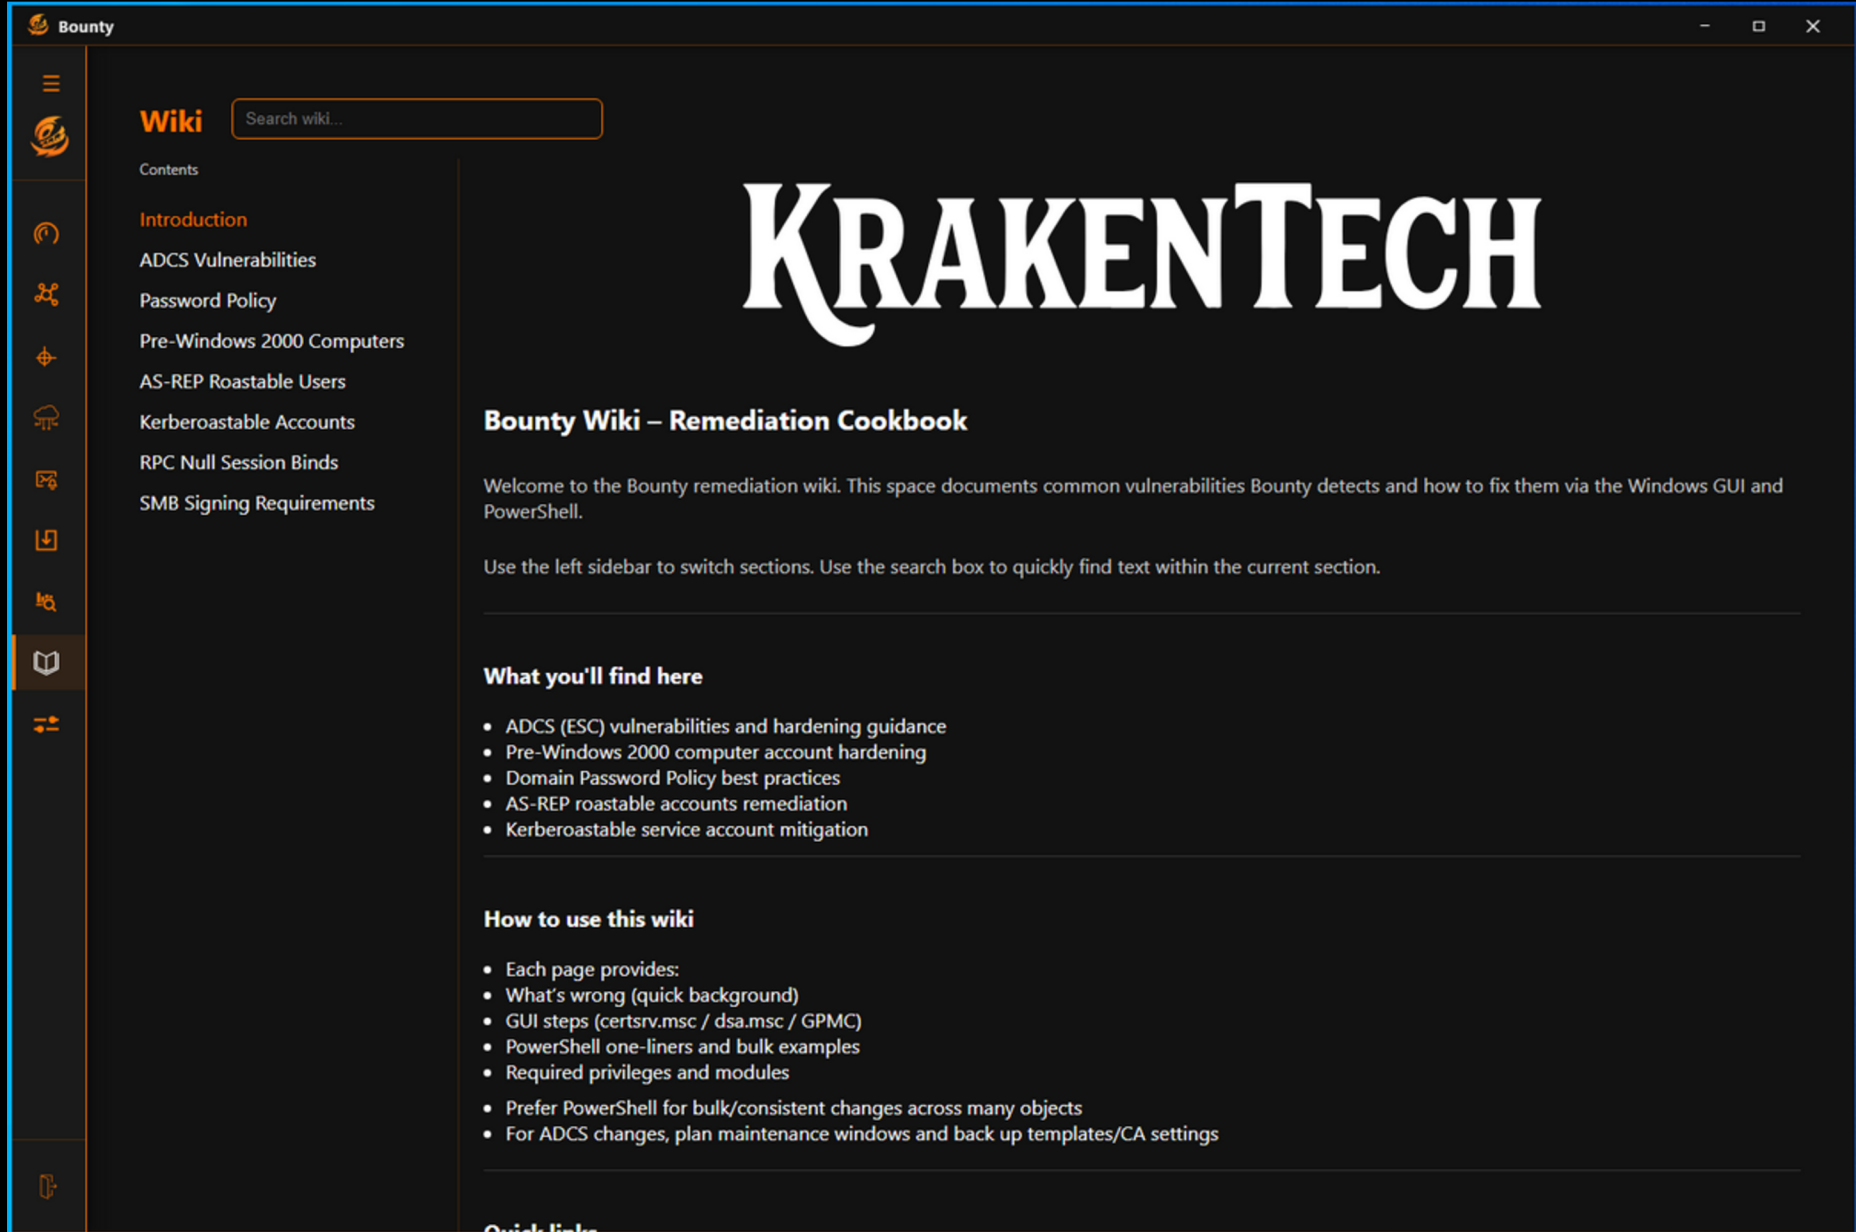 Bounty
Wiki
Search wiki...
Contents
Introduction
ADCS Vulnerabilities
Password Policy
Pre-Windows 2000 Computers
AS-REP Roastable Users
Kerberoastable Accounts
RPC Null Session Binds
SMB Signing Requirements
KRAKENTECH
Bounty Wiki – Remediation Cookbook
Welcome to the Bounty remediation wiki. This space documents common vulnerabilities Bounty detects and how to fix them via the Windows GUI and
PowerShell.
Use the left sidebar to switch sections. Use the search box to quickly find text within the current section.
What you'll find here
• ADCS (ESC) vulnerabilities and hardening guidance
• Pre-Windows 2000 computer account hardening
• Domain Password Policy best practices
• AS-REP roastable accounts remediation
• Kerberoastable service account mitigation
How to use this wiki
• Each page provides:
• What's wrong (quick background)
• GUI steps (certsrv.msc / dsa.msc / GPMC)
• PowerShell one-liners and bulk examples
• Required privileges and modules
• Prefer PowerShell for bulk/consistent changes across many objects
• For ADCS changes, plan maintenance windows and back up templates/CA settings
Quick links